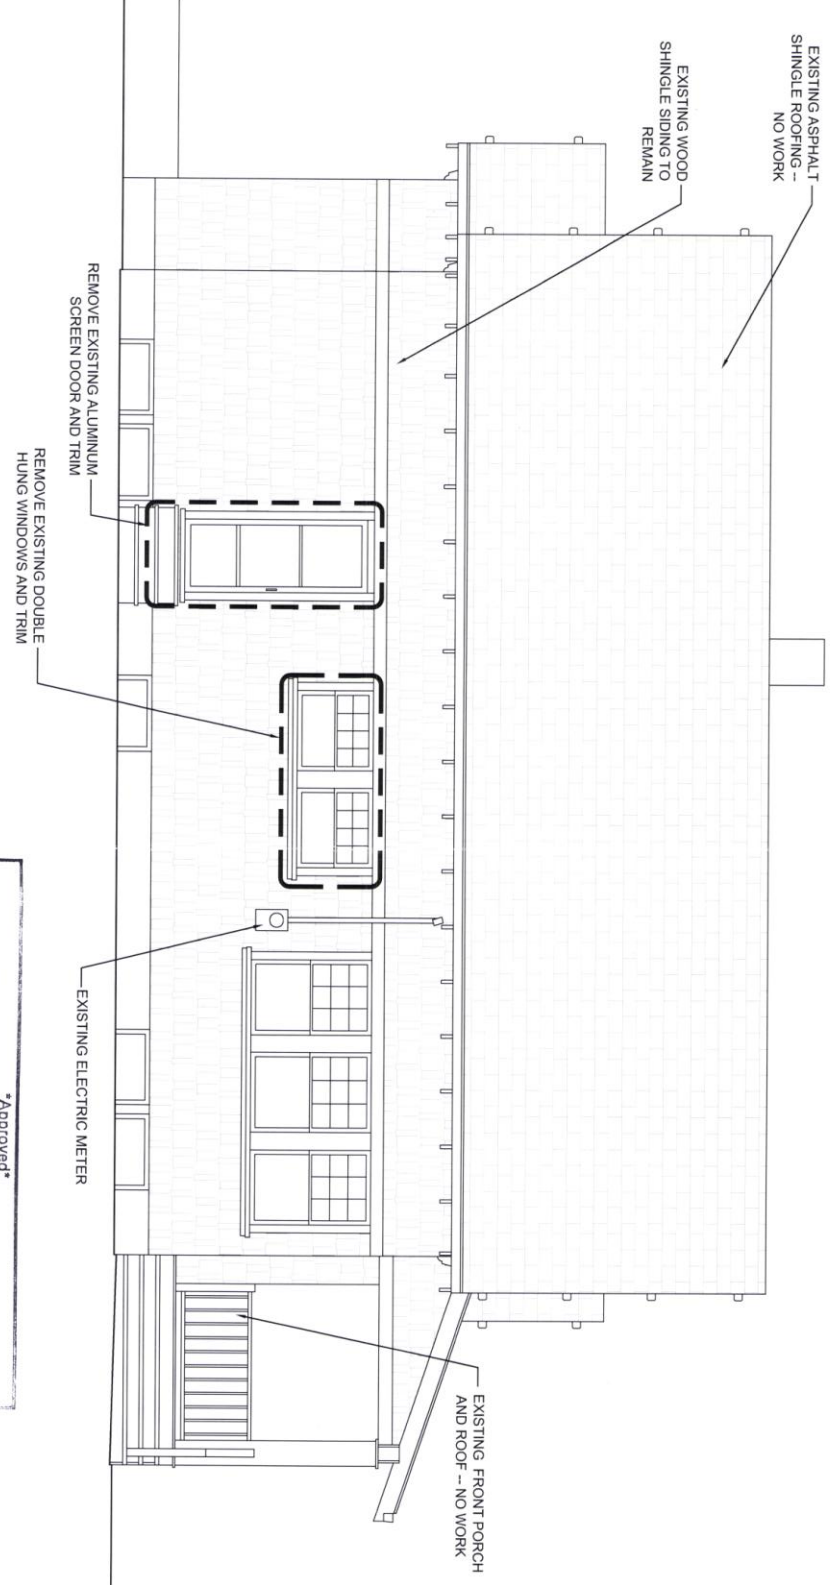 EXISTING ASPHALT
SHINGLE ROOFING --
NO WORK
EXISTING WOOD
SHINGLE SIDING TO
REMAIN
REMOVE EXISTING ALUMINUM
SCREEN DOOR AND TRIM
REMOVE EXISTING DOUBLE
HUNG WINDOWS AND TRIM
EXISTING ELECTRIC METER
EXISTING FRONT PORCH
AND ROOF -- NO WORK
*Approved*